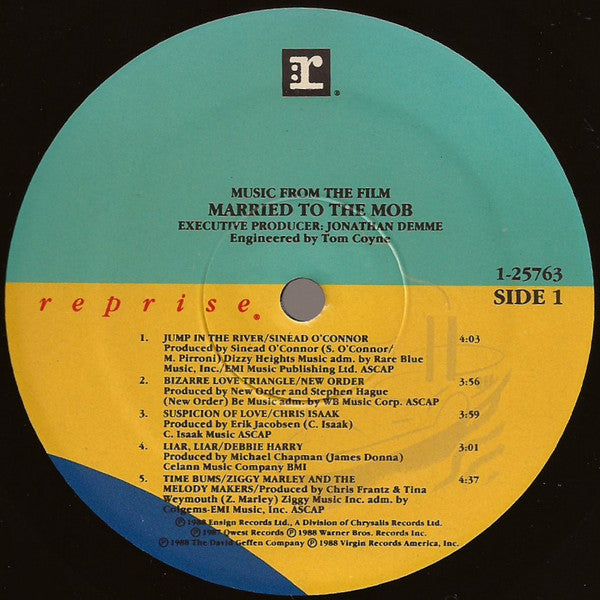 r®
MUSIC FROM THE FILM
MARRIED TO THE MOB
EXECUTIVE PRODUCER: JONATHAN DEMME
Engineered by Tom Coyne
1-25763
reprise® SIDE 1
1. JUMP IN THE RIVER/SINEAD O'CONNOR 4:03
Produced by Sinead O'Connor (S. O'Connor/
M. Pirroni) Dizzy Heights Music adm. by Rare Blue
Music, Inc./EMI Music Publishing Ltd. ASCAP
2. BIZARRE LOVE TRIANGLE/NEW ORDER 3:56
Produced by New Order and Stephen Hague
(New Order) Be Music adm. by WB Music Corp. ASCAP
3. SUSPICION OF LOVE/CHRIS ISAAK 3:59
Produced by Erik Jacobsen (C. Isaak)
C. Isaak Music ASCAP
4. LIAR, LIAR/DEBBIE HARRY 3:01
Produced by Michael Chapman (James Donna)
Celann Music Company BMI
5. TIME BUMS/ZIGGY MARLEY AND THE 4:37
MELODY MAKERS/Produced by Chris Frantz & Tina
Weymouth (Z. Marley) Ziggy Music Inc. adm. by
Colgems-EMI Music, Inc. ASCAP
℗ 1988 Ensign Records Ltd., A Division of Chrysalis Records Ltd.
℗ 1987 Qwest Records ℗ 1988 Warner Bros. Records Inc.
℗ 1988 The David Geffen Company ℗ 1988 Virgin Records America, Inc.